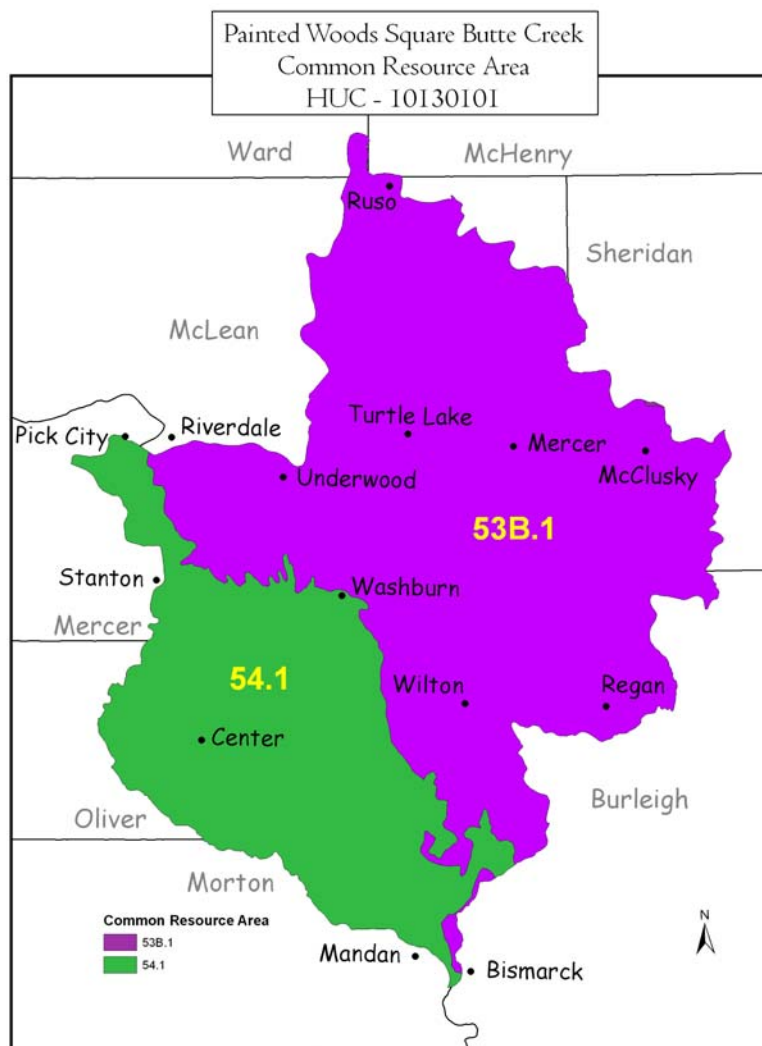 Painted Woods Square Butte Creek
Common Resource Area
HUC - 10130101
Ward
McHenry
Ruso
Sheridan
McLean
Turtle Lake
Pick City
Riverdale
Mercer
McClusky
Underwood
53B.1
Stanton
Washburn
Mercer
54.1
Wilton
Regan
Center
Burleigh
Oliver
Morton
Common Resource Area
53B.1
54.1
N
Mandan
Bismarck